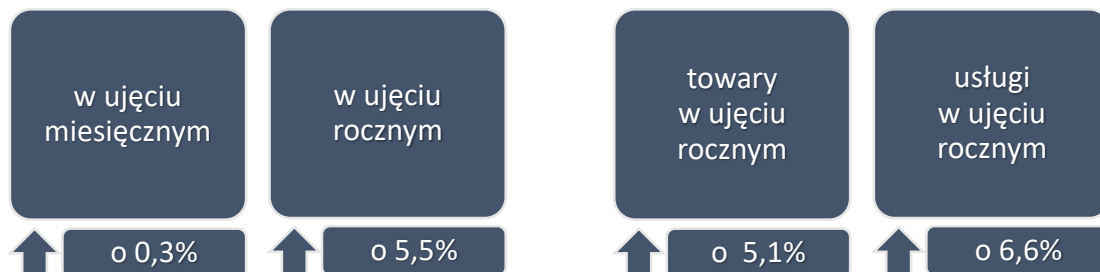 w ujęciu
miesięcznym
o 0,3%
w ujęciu
rocznym
o 5,5%
towary
w ujęciu
rocznym
o 5,1%
usługi
w ujęciu
rocznym
o 6,6%